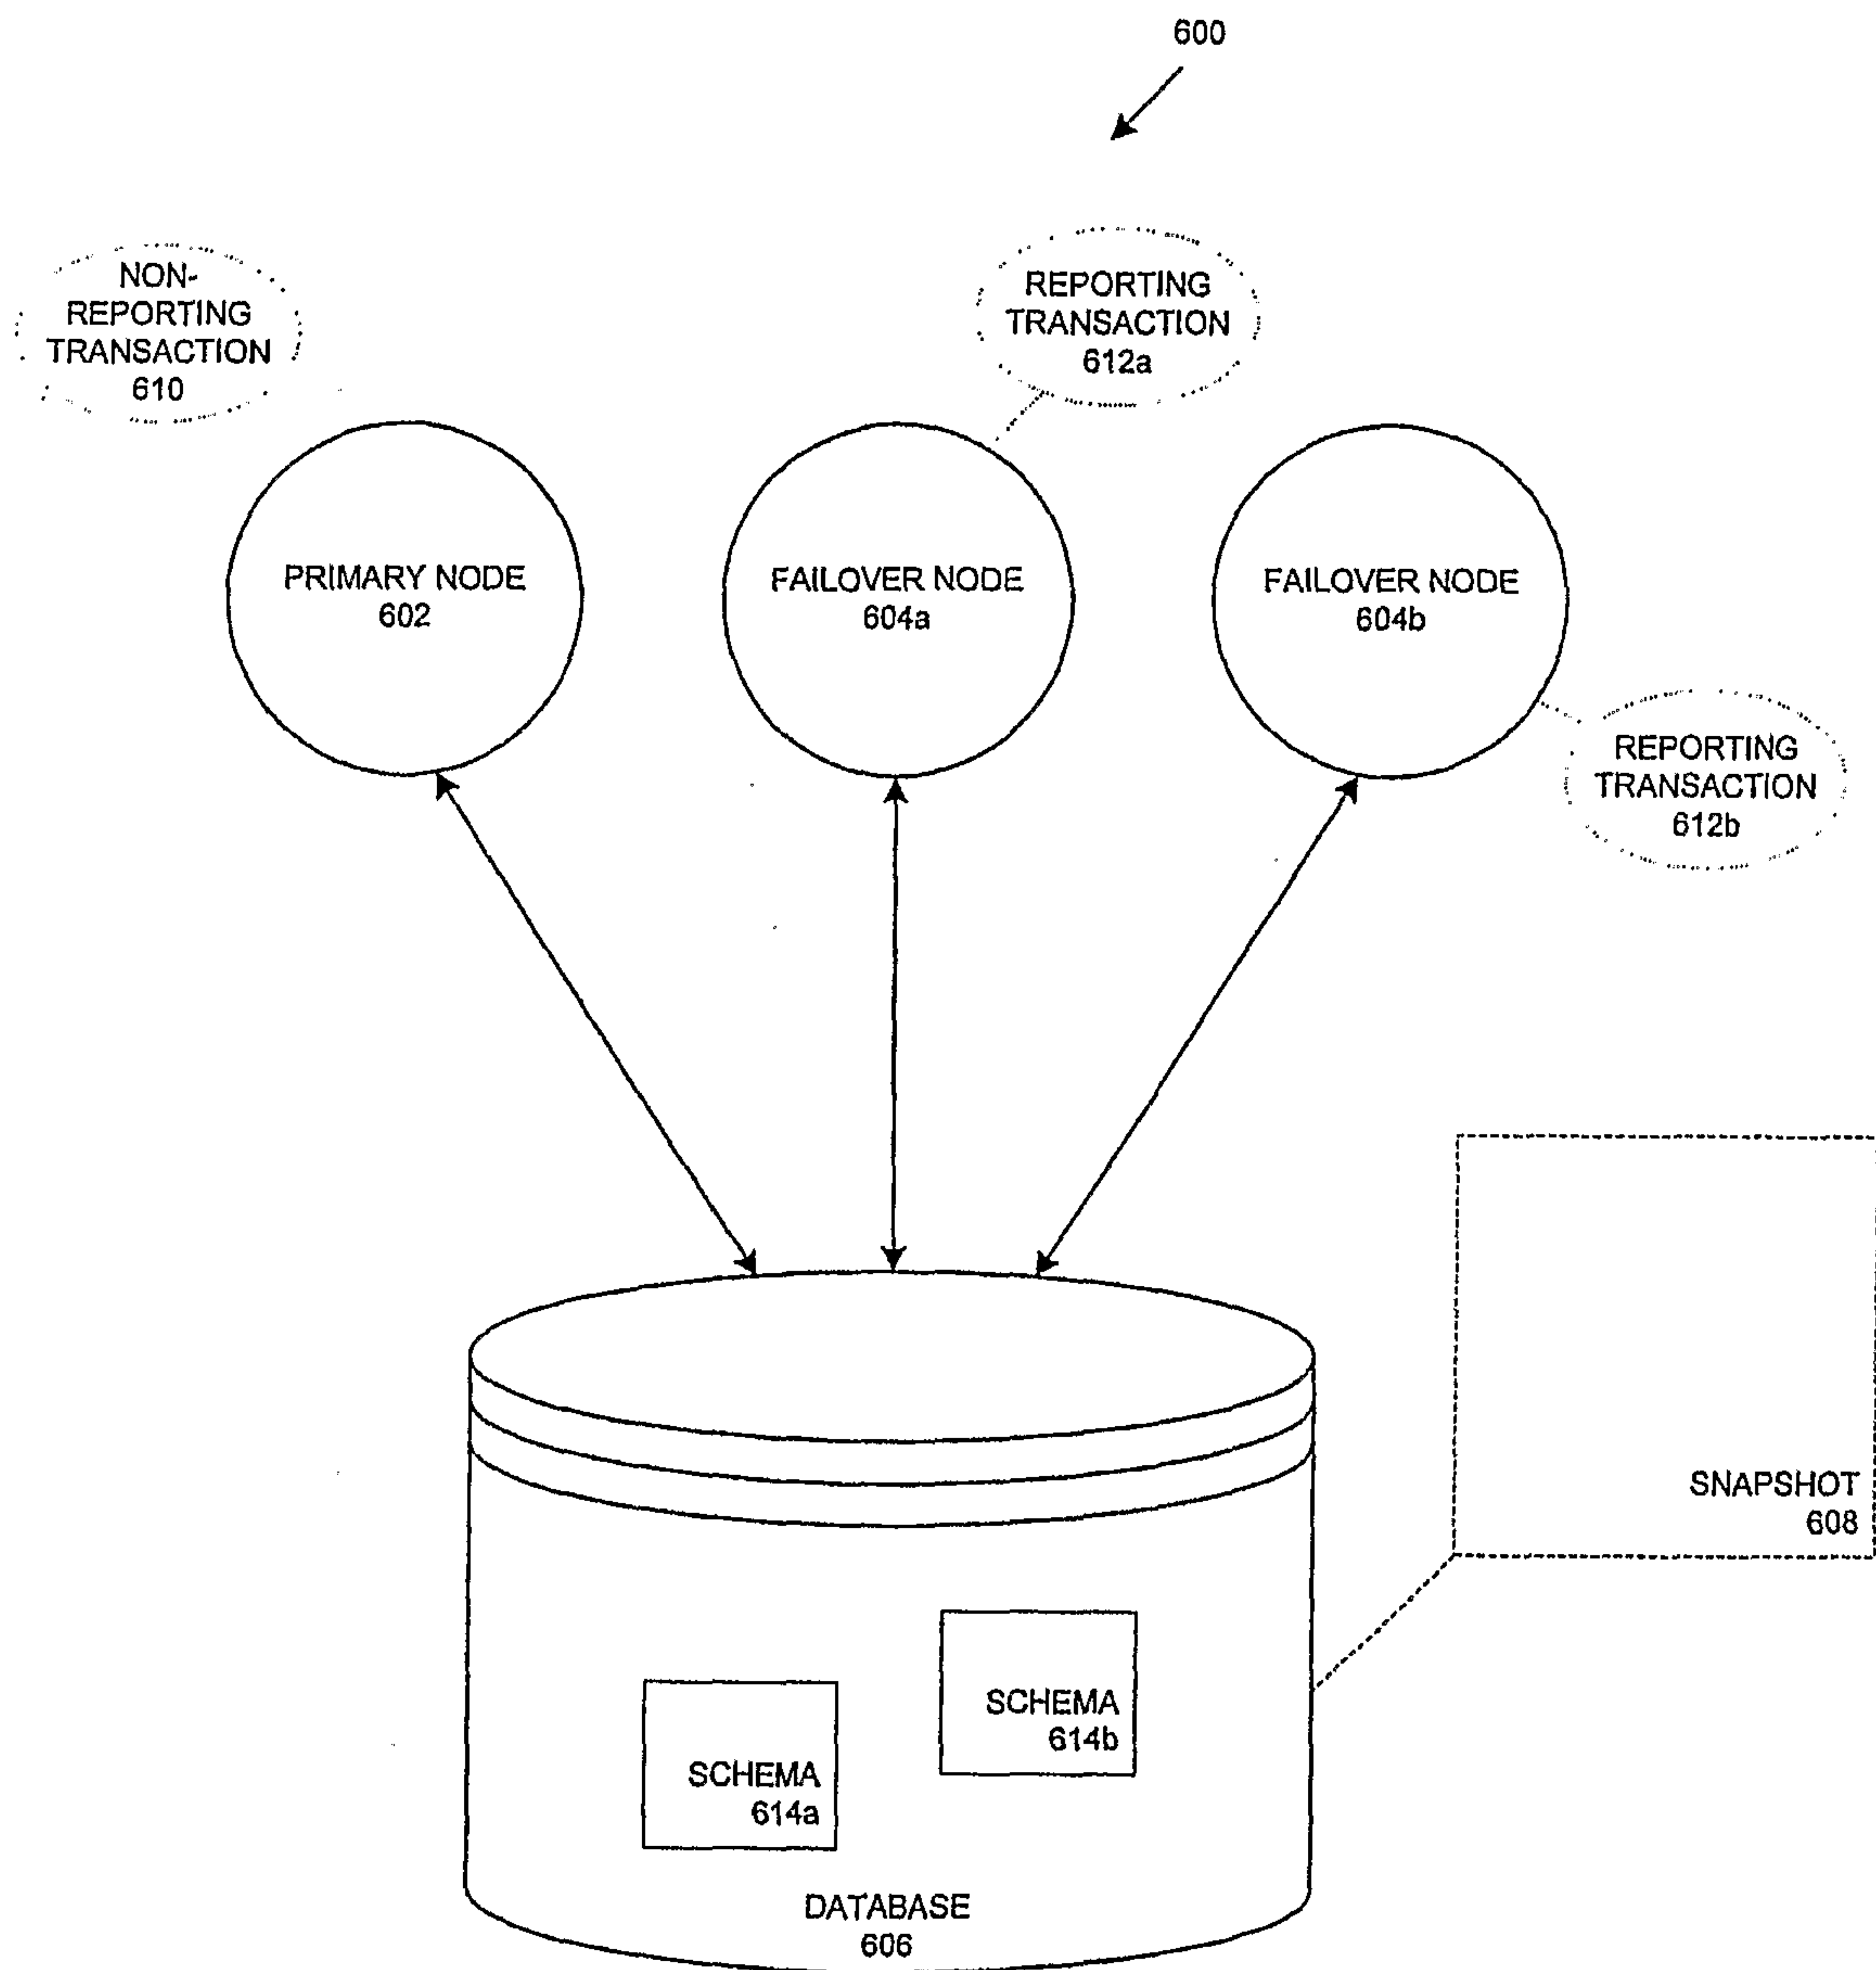 600
NON-
REPORTING
TRANSACTION
610
REPORTING
TRANSACTION
612a
PRIMARY NODE
602
FAILOVER NODE
604a
FAILOVER NODE
604b
REPORTING
TRANSACTION
612b
SNAPSHOT
608
SCHEMA
614b
SCHEMA
614a
DATABASE
606